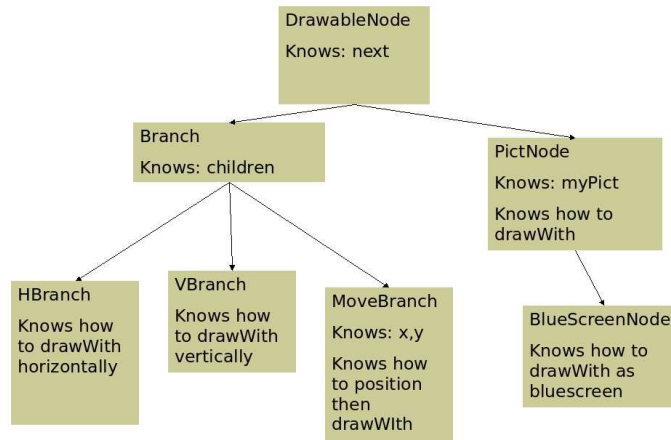 DrawableNode
Knows: next
Branch
Knows: children
PictNode
Knows: myPict
Knows how to
drawWith
HBranch
Knows how
to drawWith
horizontally
VBranch
Knows how
to drawWith
vertically
MoveBranch
Knows: x,y
Knows how
to position
then
drawWIth
BlueScreenNode
Knows how to
drawWith as
bluescreen